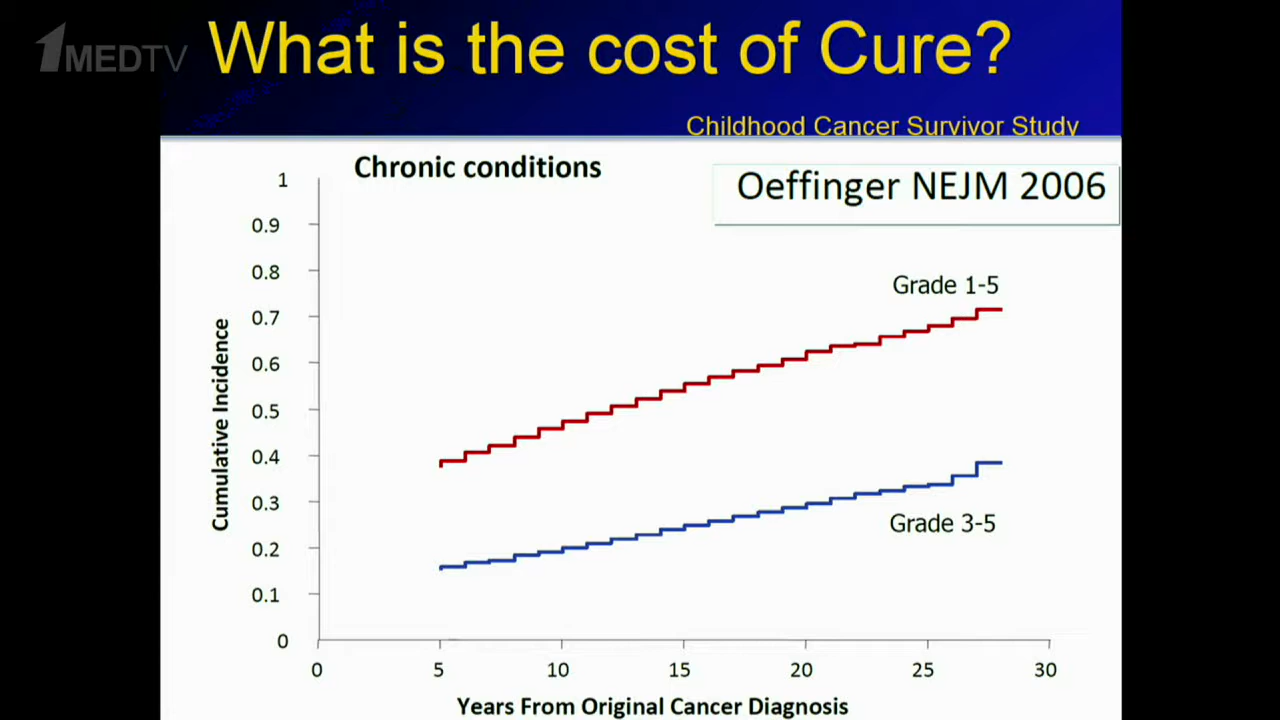 1MEDTV
What is the cost of Cure?
Childhood Cancer Survivor Study
Chronic conditions
Oeffinger NEJM 2006
1
0.9
0.8
0.7
0.6
0.5
0.4
0.3
0.2
0.1
0
Cumulative Incidence
Grade 1-5
Grade 3-5
0 5 10 15 20 25 30
Years From Original Cancer Diagnosis